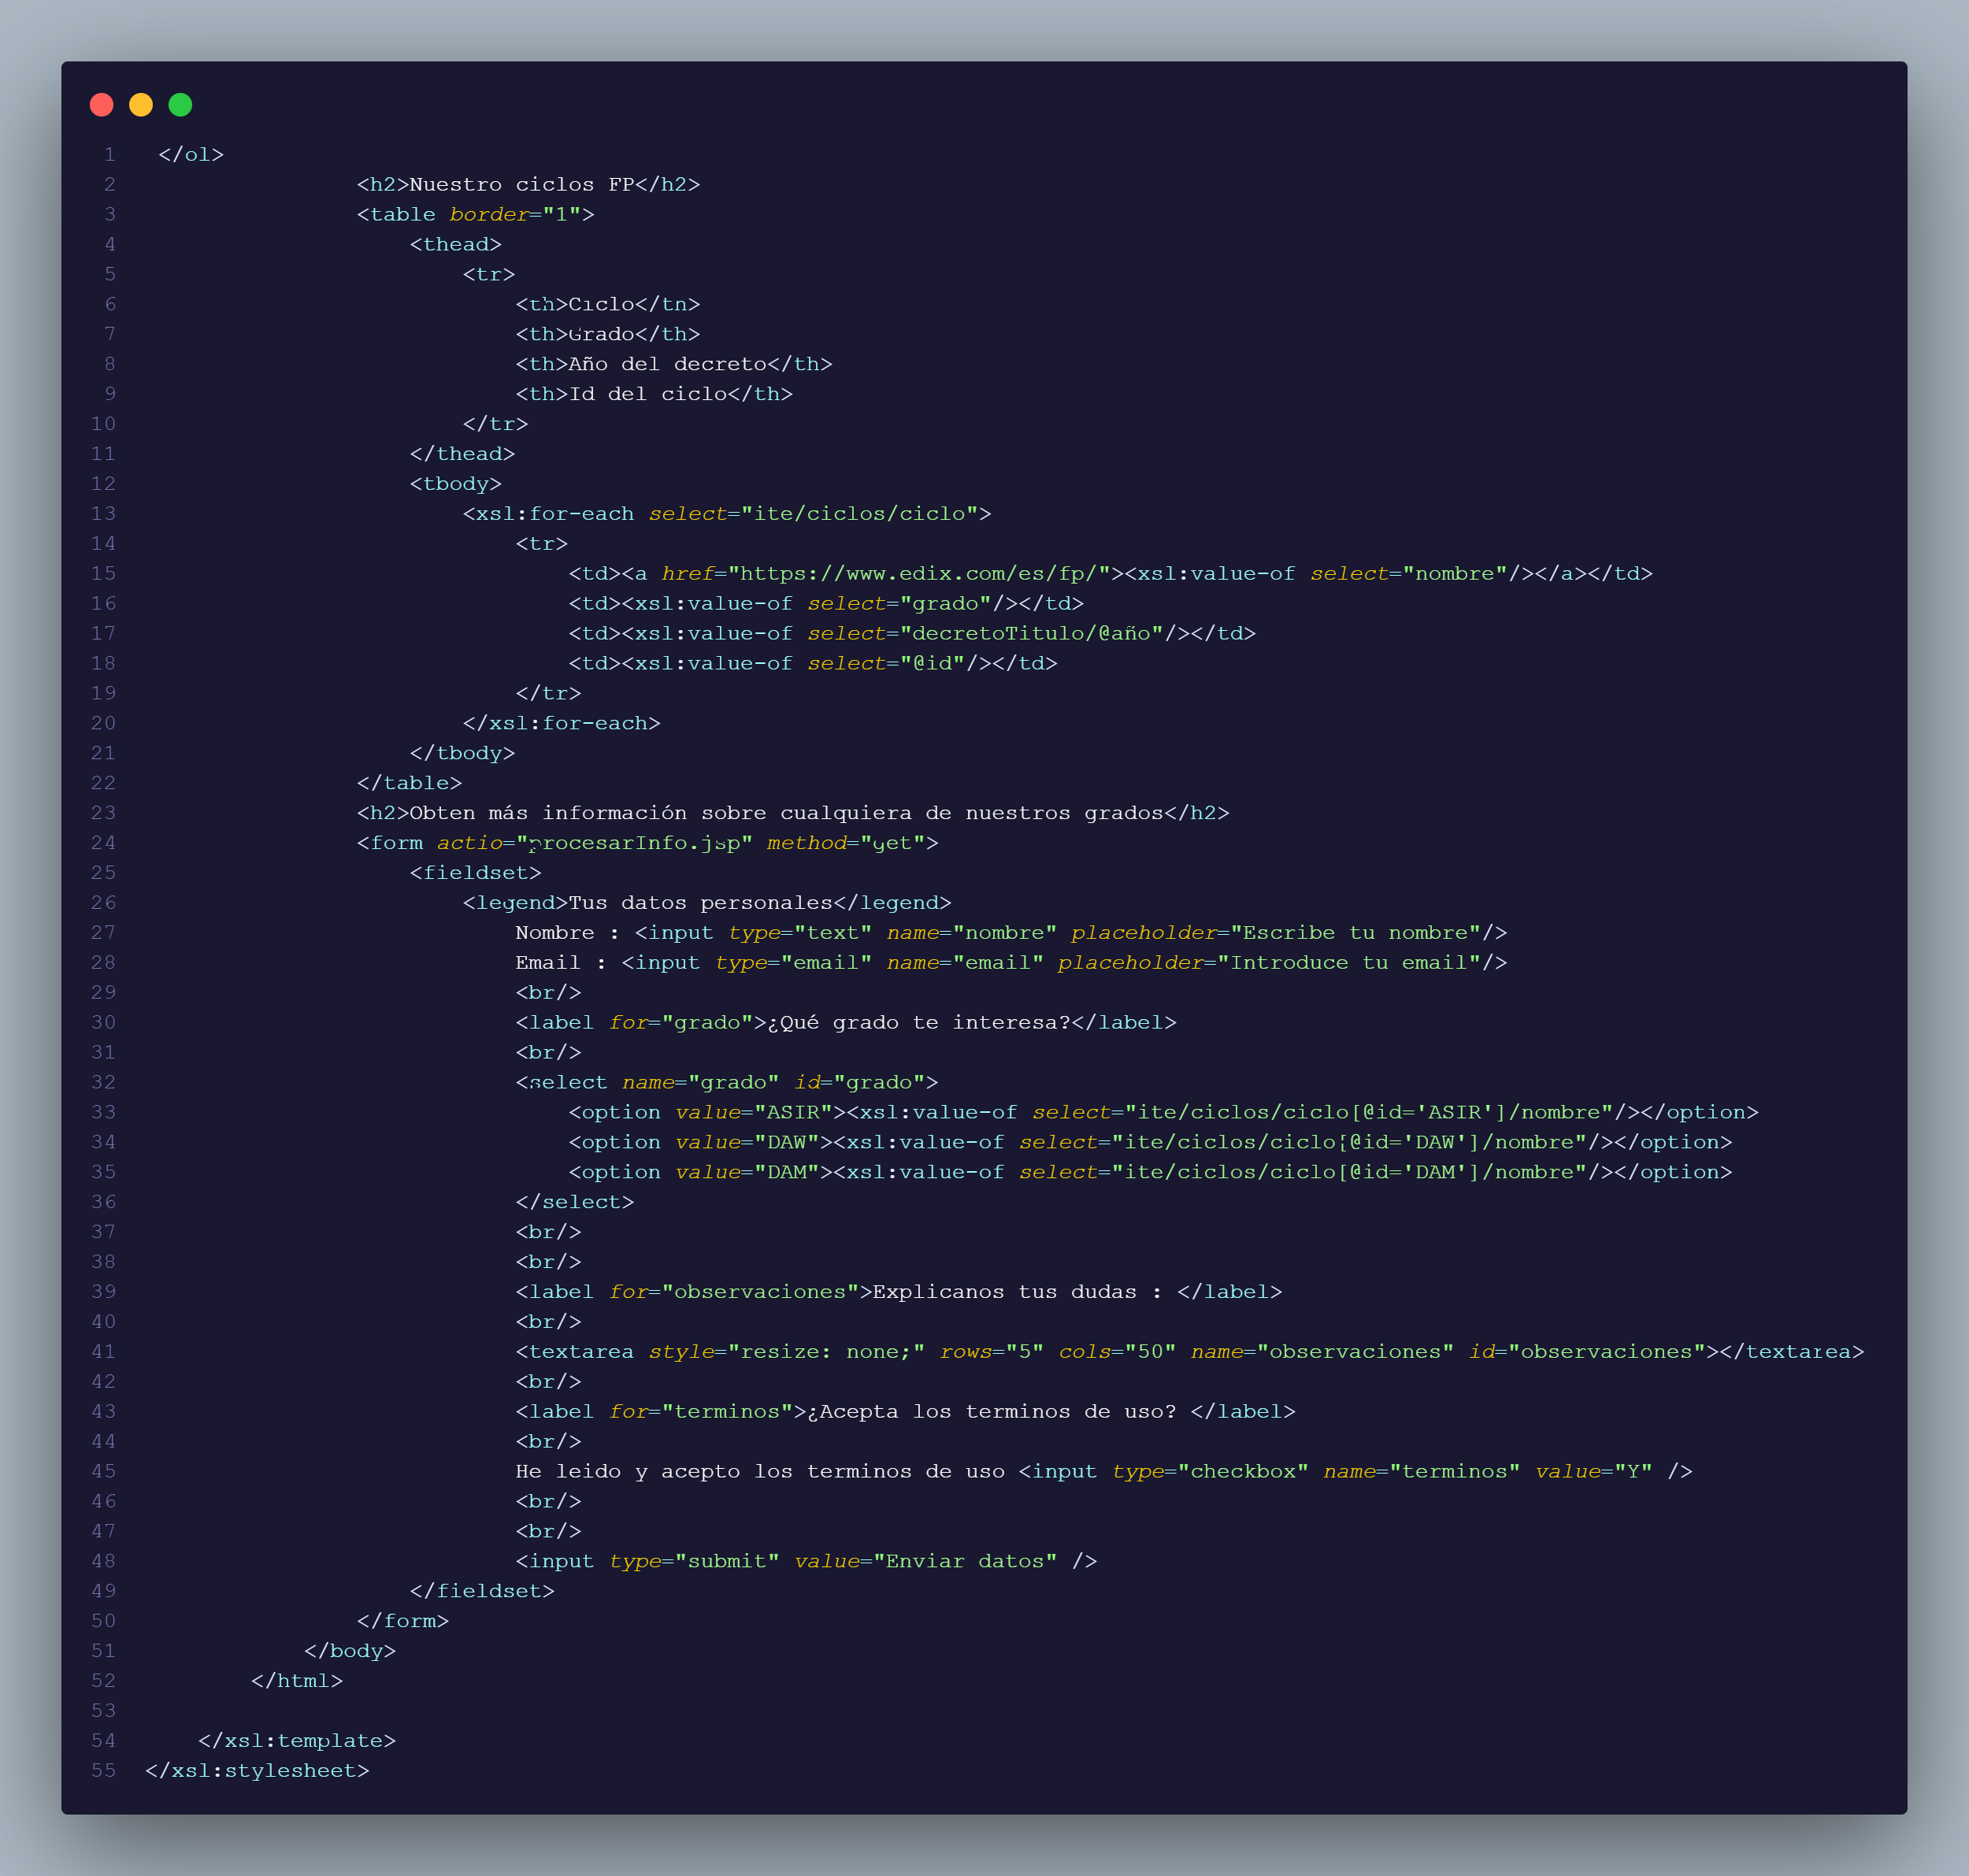 1 </ol>
2 <h2>Nuestro ciclos FP</h2>
3 <table border="1">
4 <thead>
5 <tr>
6 <th>Ciclo</th>
7 <th>Grado</th>
8 <th>Año del decreto</th>
9 <th>Id del ciclo</th>
10 </tr>
11 </thead>
12 <tbody>
13 <xsl:for-each select="ite/ciclos/ciclo">
14 <tr>
15 <td><a href="https://www.edix.com/es/fp/"><xsl:value-of select="nombre"/></a></td>
16 <td><xsl:value-of select="grado"/></td>
17 <td><xsl:value-of select="decretoTitulo/@año"/></td>
18 <td><xsl:value-of select="@id"/></td>
19 </tr>
20 </xsl:for-each>
21 </tbody>
22 </table>
23 <h2>Obten más información sobre cualquiera de nuestros grados</h2>
24 <form actio="procesarInfo.jsp" method="get">
25 <fieldset>
26 <legend>Tus datos personales</legend>
27 Nombre : <input type="text" name="nombre" placeholder="Escribe tu nombre"/>
28 Email : <input type="email" name="email" placeholder="Introduce tu email"/>
29 <br/>
30 <label for="grado">¿Qué grado te interesa?</label>
31 <br/>
32 <select name="grado" id="grado">
33 <option value="ASIR"><xsl:value-of select="ite/ciclos/ciclo[@id='ASIR']/nombre"/></option>
34 <option value="DAW"><xsl:value-of select="ite/ciclos/ciclo[@id='DAW']/nombre"/></option>
35 <option value="DAM"><xsl:value-of select="ite/ciclos/ciclo[@id='DAM']/nombre"/></option>
36 </select>
37 <br/>
38 <br/>
39 <label for="observaciones">Explicanos tus dudas : </label>
40 <br/>
41 <textarea style="resize: none;" rows="5" cols="50" name="observaciones" id="observaciones"></textarea>
42 <br/>
43 <label for="terminos">¿Acepta los terminos de uso? </label>
44 <br/>
45 He leido y acepto los terminos de uso <input type="checkbox" name="terminos" value="Y" />
46 <br/>
47 <br/>
48 <input type="submit" value="Enviar datos" />
49 </fieldset>
50 </form>
51 </body>
52 </html>
53
54 </xsl:template>
55 </xsl:stylesheet>